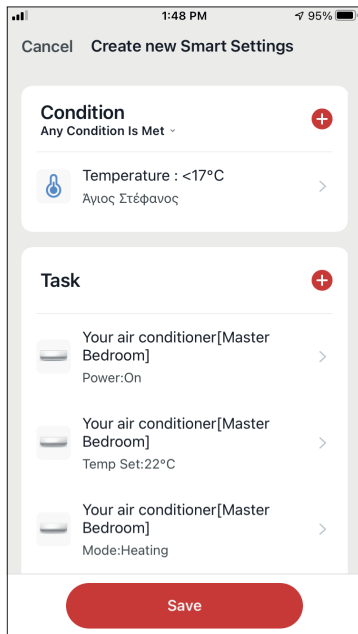 1:48 PM
95%
Cancel Create new Smart Settings
Condition
Any Condition Is Met
Temperature : <17°C
Άγιος Στέφανος
Task
Your air conditioner[Master
Bedroom]
Power:On
Your air conditioner[Master
Bedroom]
Temp Set:22°C
Your air conditioner[Master
Bedroom]
Mode:Heating
Save